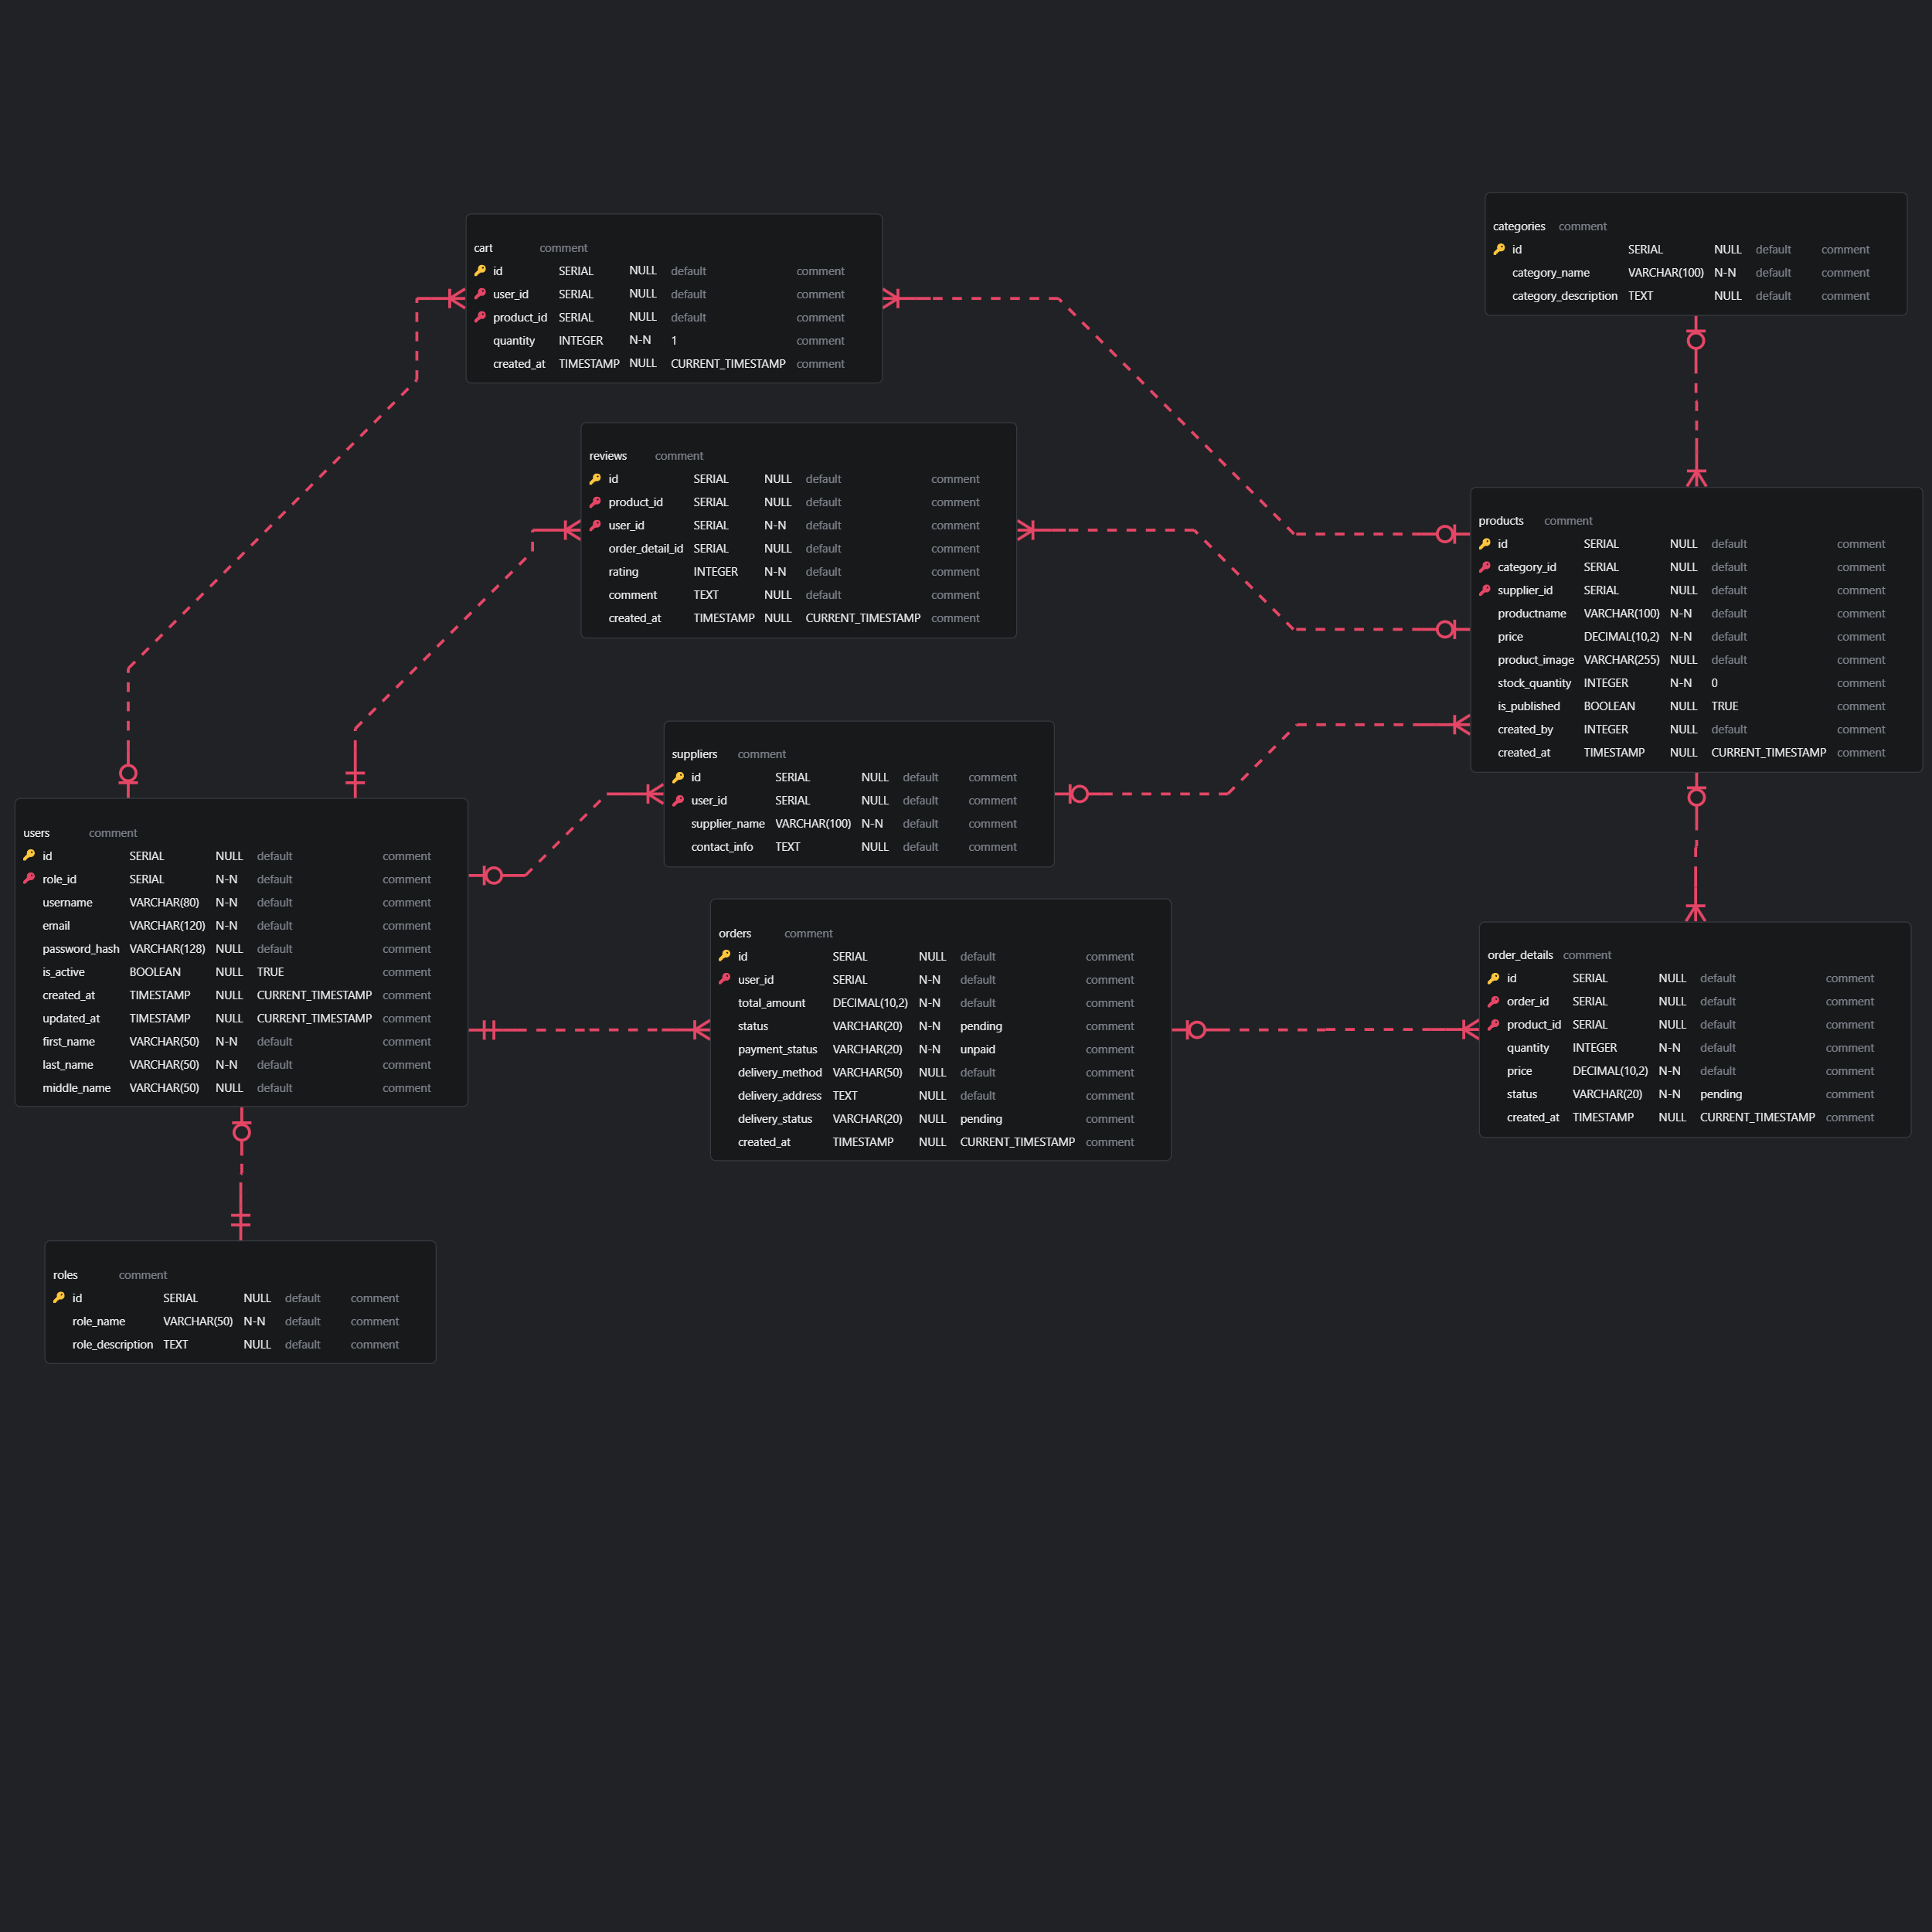 categories comment
id SERIAL NULL default comment
category_name VARCHAR(100) N-N default comment
category_description TEXT NULL default comment
cart comment
id SERIAL NULL default comment
user_id SERIAL NULL default comment
product_id SERIAL NULL default comment
quantity INTEGER N-N 1 comment
created_at TIMESTAMP NULL CURRENT_TIMESTAMP comment
reviews comment
id SERIAL NULL default comment
product_id SERIAL NULL default comment
user_id SERIAL N-N default comment
order_detail_id SERIAL NULL default comment
rating INTEGER N-N default comment
comment TEXT NULL default comment
created_at TIMESTAMP NULL CURRENT_TIMESTAMP comment
products comment
id SERIAL NULL default comment
category_id SERIAL NULL default comment
supplier_id SERIAL NULL default comment
productname VARCHAR(100) N-N default comment
price DECIMAL(10,2) N-N default comment
product_image VARCHAR(255) NULL default comment
stock_quantity INTEGER N-N 0 comment
is_published BOOLEAN NULL TRUE comment
created_by INTEGER NULL default comment
created_at TIMESTAMP NULL CURRENT_TIMESTAMP comment
suppliers comment
id SERIAL NULL default comment
user_id SERIAL NULL default comment
supplier_name VARCHAR(100) N-N default comment
contact_info TEXT NULL default comment
users comment
id SERIAL NULL default comment
role_id SERIAL N-N default comment
username VARCHAR(80) N-N default comment
email VARCHAR(120) N-N default comment
password_hash VARCHAR(128) NULL default comment
is_active BOOLEAN NULL TRUE comment
created_at TIMESTAMP NULL CURRENT_TIMESTAMP comment
updated_at TIMESTAMP NULL CURRENT_TIMESTAMP comment
first_name VARCHAR(50) N-N default comment
last_name VARCHAR(50) N-N default comment
middle_name VARCHAR(50) NULL default comment
orders comment
id SERIAL NULL default comment
user_id SERIAL N-N default comment
total_amount DECIMAL(10,2) N-N default comment
status VARCHAR(20) N-N pending comment
payment_status VARCHAR(20) N-N unpaid comment
delivery_method VARCHAR(50) NULL default comment
delivery_address TEXT NULL default comment
delivery_status VARCHAR(20) NULL pending comment
created_at TIMESTAMP NULL CURRENT_TIMESTAMP comment
order_details comment
id SERIAL NULL default comment
order_id SERIAL NULL default comment
product_id SERIAL NULL default comment
quantity INTEGER N-N default comment
price DECIMAL(10,2) N-N default comment
status VARCHAR(20) N-N pending comment
created_at TIMESTAMP NULL CURRENT_TIMESTAMP comment
roles comment
id SERIAL NULL default comment
role_name VARCHAR(50) N-N default comment
role_description TEXT NULL default comment